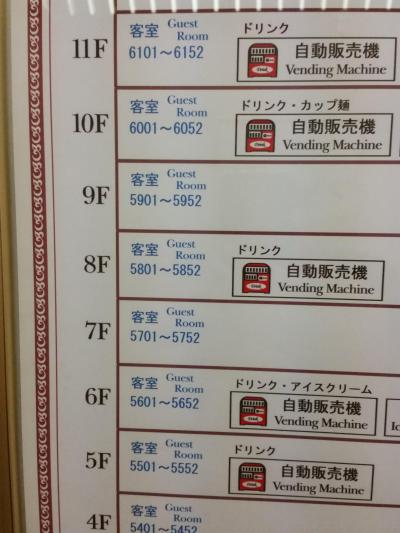 11F
客室 Guest Room
6101～6152
ドリンク
自動販売機
Vending Machine
10F
客室 Guest Room
6001～6052
ドリンク・カップ麺
自動販売機
Vending Machine
9F
客室 Guest Room
5901～5952
8F
客室 Guest Room
5801～5852
ドリンク
自動販売機
Vending Machine
7F
客室 Guest Room
5701～5752
6F
客室 Guest Room
5601～5652
ドリンク・アイスクリーム
自動販売機
Vending Machine
5F
客室 Guest Room
5501～5552
ドリンク
自動販売機
Vending Machine
4F
客室 Guest Room
5401～5452